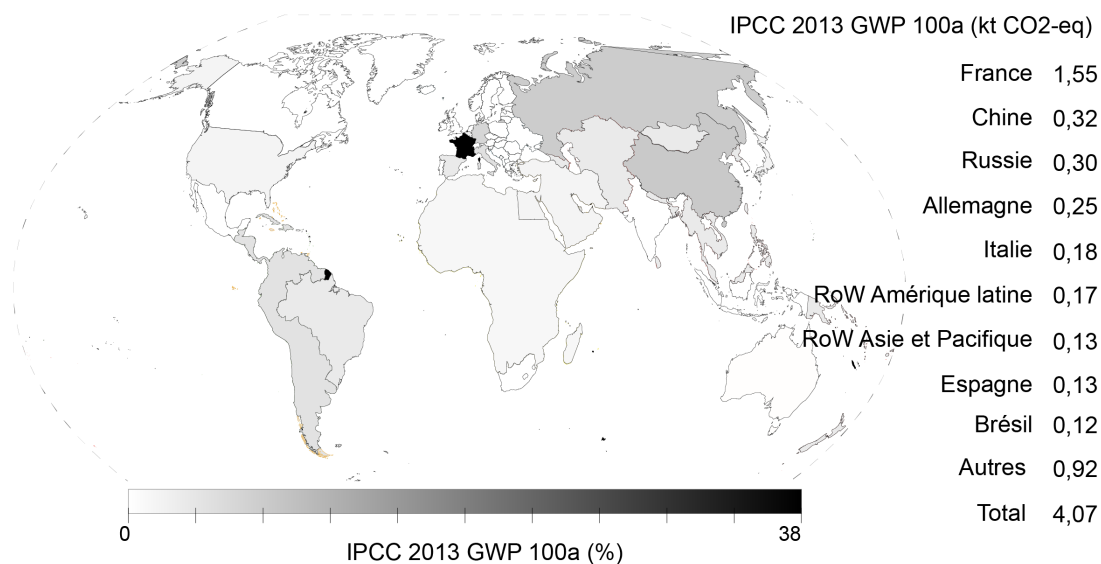 IPCC 2013 GWP 100a (kt CO2-eq)
France 1,55
Chine 0,32
Russie 0,30
Allemagne 0,25
Italie 0,18
RoW Amérique latine 0,17
RoW Asie et Pacifique 0,13
Espagne 0,13
Brésil 0,12
Autres 0,92
Total 4,07
0 38
IPCC 2013 GWP 100a (%)